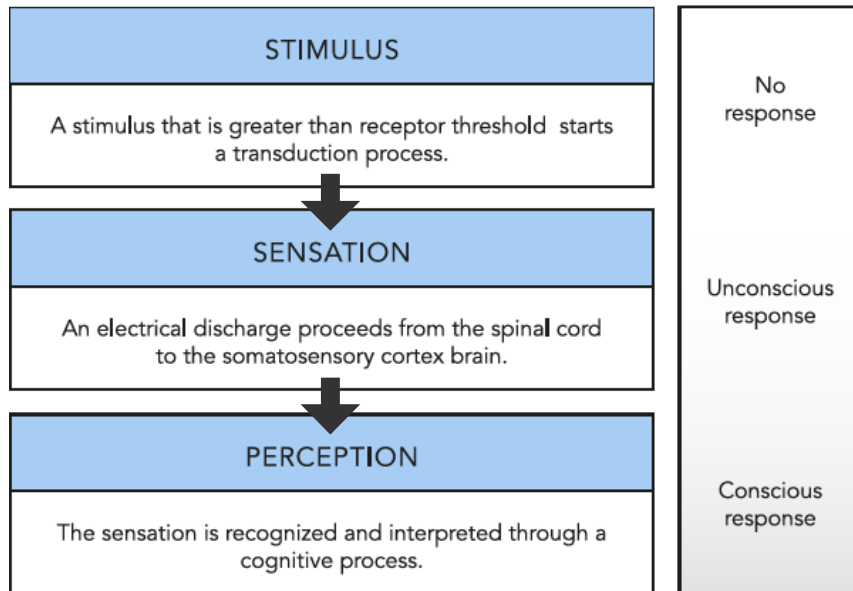 STIMULUS
A stimulus that is greater than receptor threshold starts
a transduction process.
SENSATION
An electrical discharge proceeds from the spinal cord
to the somatosensory cortex brain.
PERCEPTION
The sensation is recognized and interpreted through a
cognitive process.
No
response
Unconscious
response
Conscious
response